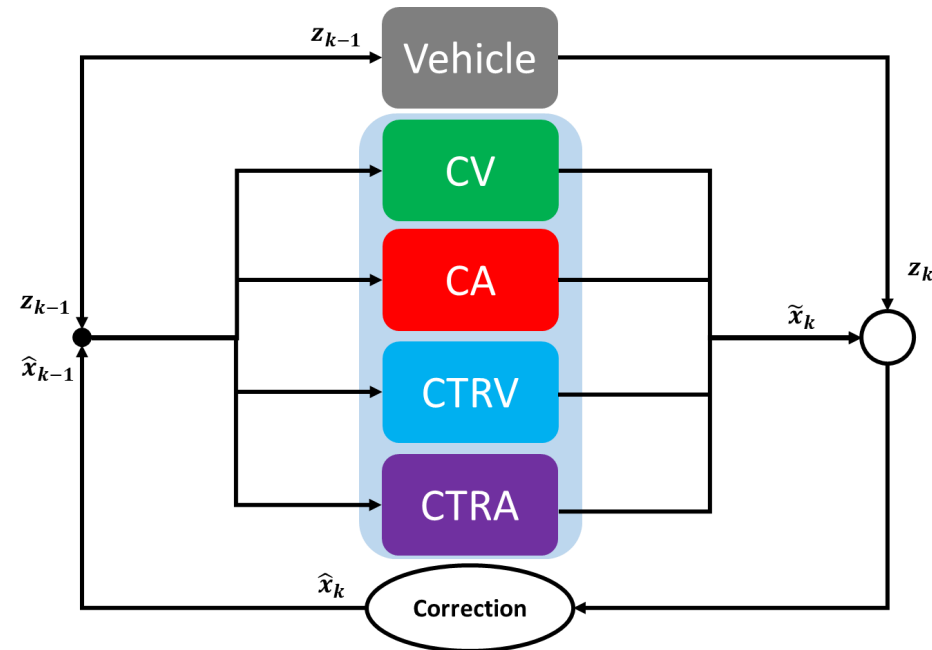 z_{k-1}
Vehicle
CV
CA
z_k
z_{k-1}
x̃_k
x̂_{k-1}
CTRV
CTRA
x̂_k
Correction